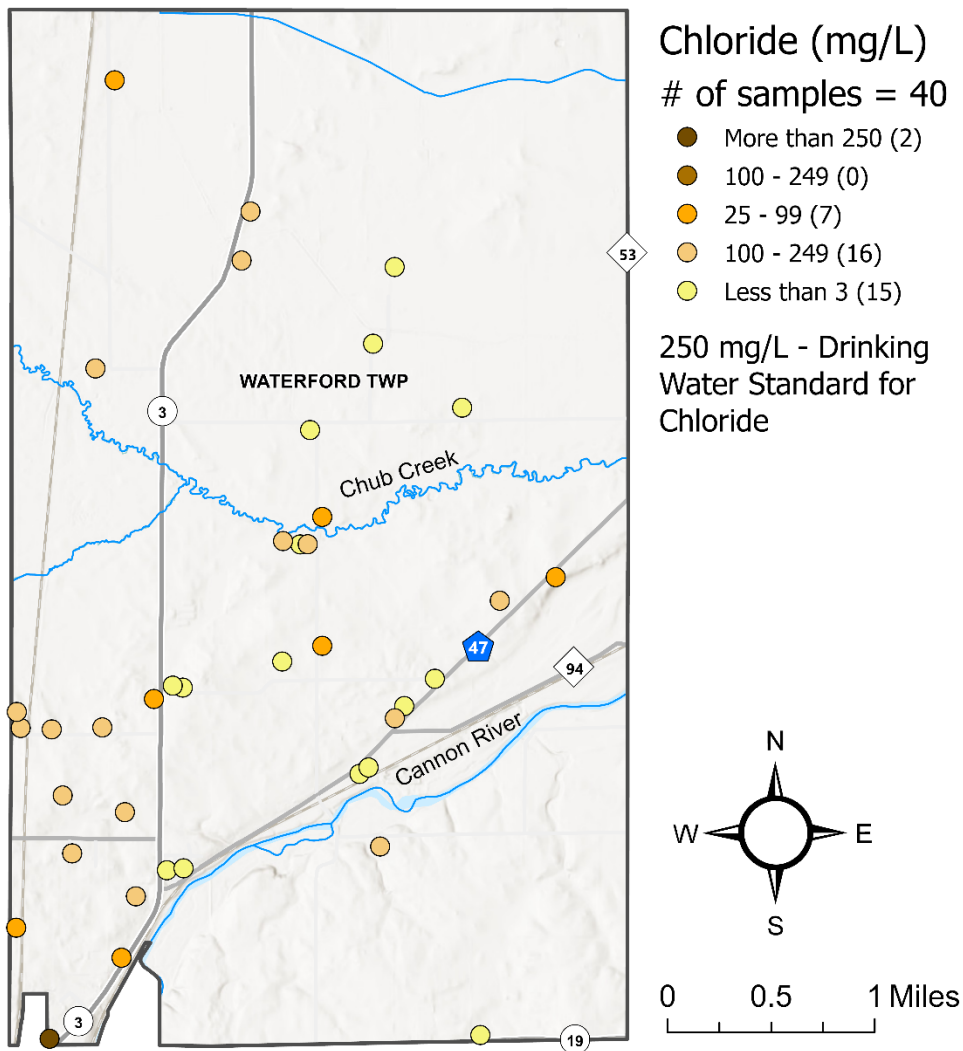 Chloride (mg/L)
# of samples = 40
More than 250 (2)
100 - 249 (0)
25 - 99 (7)
100 - 249 (16)
Less than 3 (15)
250 mg/L - Drinking
Water Standard for
Chloride
53
WATERFORD TWP
3
Chub Creek
47
94
Cannon River
N
W
E
S
3
19
0
0.5
1 Miles